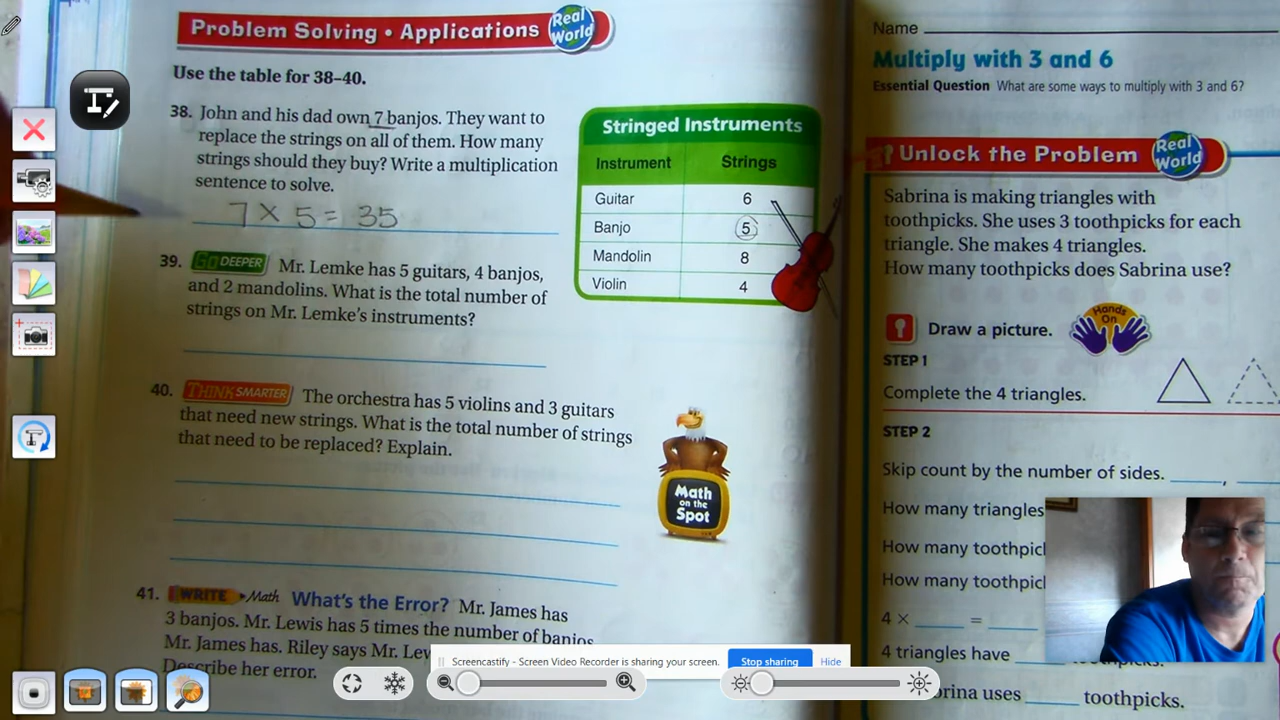 Problem Solving • Applications
Real World
Use the table for 38–40.
38. John and his dad own 7 banjos. They want to
replace the strings on all of them. How many
strings should they buy? Write a multiplication
sentence to solve.
7 × 5 = 35
Stringed Instruments
Instrument Strings
Guitar 6
Banjo 5
Mandolin 8
Violin 4
39. GO DEEPER Mr. Lemke has 5 guitars, 4 banjos,
and 2 mandolins. What is the total number of
strings on Mr. Lemke's instruments?
40. THINK SMARTER The orchestra has 5 violins and 3 guitars
that need new strings. What is the total number of strings
that need to be replaced? Explain.
Math
on the
Spot
41. WRITE Math What's the Error? Mr. James has
3 banjos. Mr. Lewis has 5 times the number of banjos
Mr. James has. Riley says Mr. Lew
Describe her error.
Name
Multiply with 3 and 6
Essential Question What are some ways to multiply with 3 and 6?
Unlock the Problem
Real World
Sabrina is making triangles with
toothpicks. She uses 3 toothpicks for each
triangle. She makes 4 triangles.
How many toothpicks does Sabrina use?
Draw a picture.
Hands On
STEP 1
Complete the 4 triangles.
STEP 2
Skip count by the number of sides. ____, __
How many triangles
How many toothpic
How many toothpic
4 × ____ = ____
4 triangles have ____ toothpicks.
brina uses ____ toothpicks.
Screencastify - Screen Video Recorder is sharing your screen.
Stop sharing
Hide